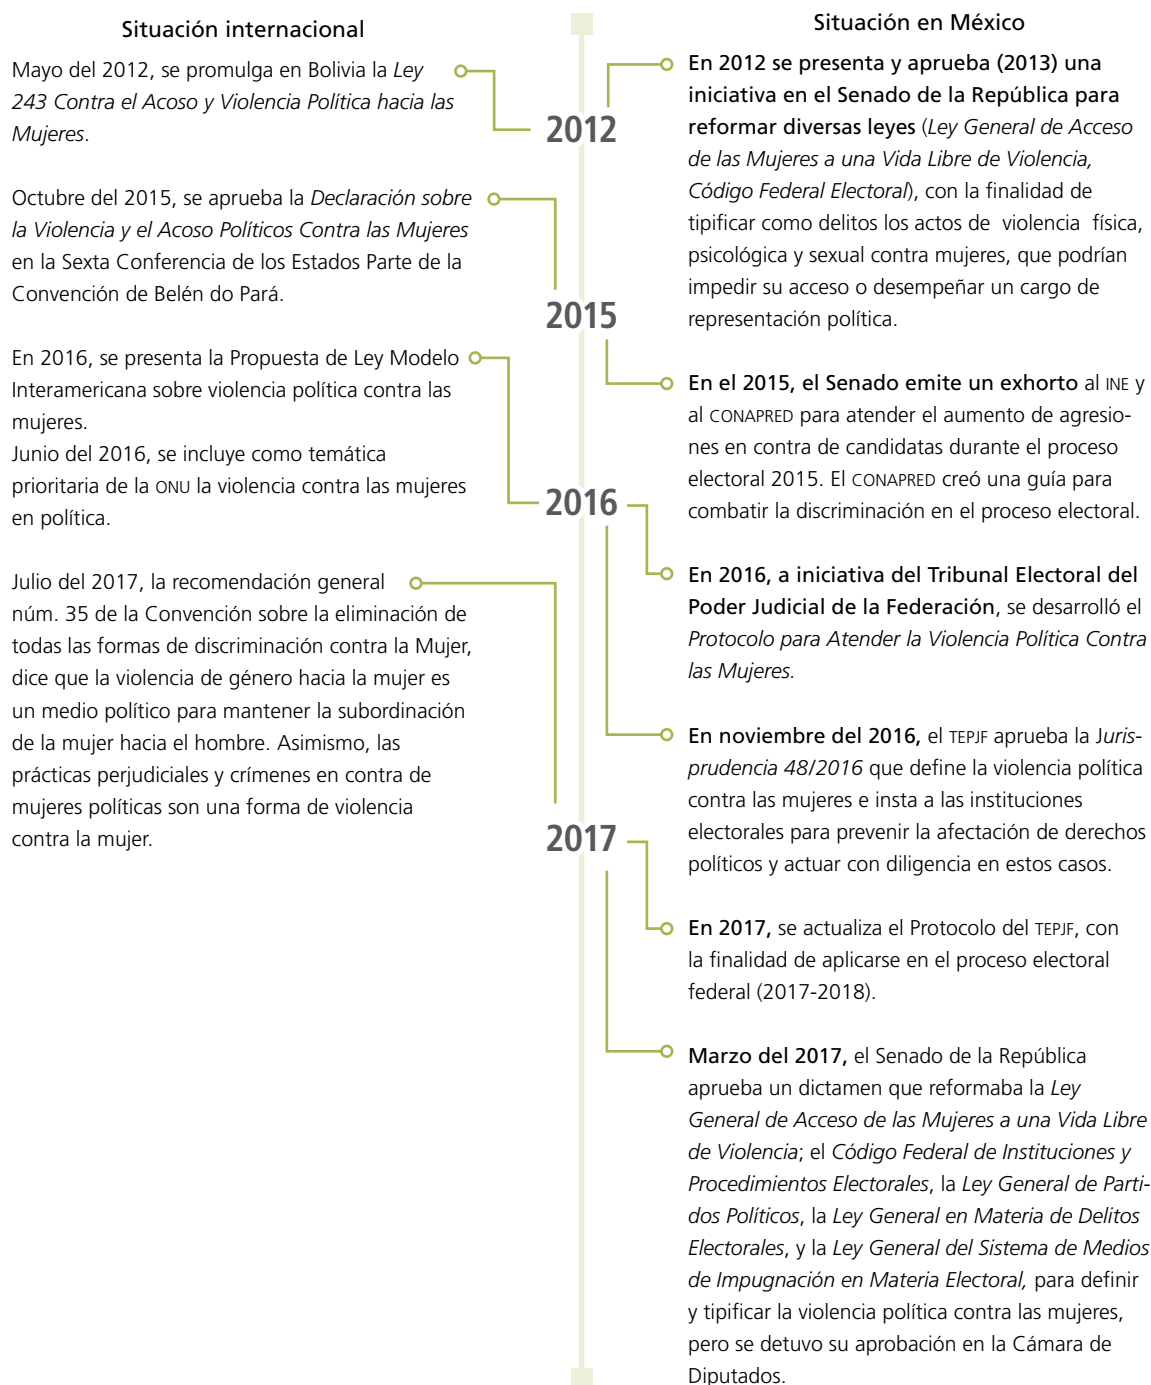 Situación internacional
Mayo del 2012, se promulga en Bolivia la Ley
243 Contra el Acoso y Violencia Política hacia las
Mujeres.
Octubre del 2015, se aprueba la Declaración sobre
la Violencia y el Acoso Políticos Contra las Mujeres
en la Sexta Conferencia de los Estados Parte de la
Convención de Belén do Pará.
En 2016, se presenta la Propuesta de Ley Modelo
Interamericana sobre violencia política contra las
mujeres.
Junio del 2016, se incluye como temática
prioritaria de la ONU la violencia contra las mujeres
en política.
Julio del 2017, la recomendación general
núm. 35 de la Convención sobre la eliminación de
todas las formas de discriminación contra la Mujer,
dice que la violencia de género hacia la mujer es
un medio político para mantener la subordinación
de la mujer hacia el hombre. Asimismo, las
prácticas perjudiciales y crímenes en contra de
mujeres políticas son una forma de violencia
contra la mujer.
2012
2015
2016
2017
Situación en México
En 2012 se presenta y aprueba (2013) una
iniciativa en el Senado de la República para
reformar diversas leyes (Ley General de Acceso
de las Mujeres a una Vida Libre de Violencia,
Código Federal Electoral), con la finalidad de
tipificar como delitos los actos de violencia física,
psicológica y sexual contra mujeres, que podrían
impedir su acceso o desempeñar un cargo de
representación política.
En el 2015, el Senado emite un exhorto al INE y
al CONAPRED para atender el aumento de agresio-
nes en contra de candidatas durante el proceso
electoral 2015. El CONAPRED creó una guía para
combatir la discriminación en el proceso electoral.
En 2016, a iniciativa del Tribunal Electoral del
Poder Judicial de la Federación, se desarrolló el
Protocolo para Atender la Violencia Política Contra
las Mujeres.
En noviembre del 2016, el TEPJF aprueba la Juris-
prudencia 48/2016 que define la violencia política
contra las mujeres e insta a las instituciones
electorales para prevenir la afectación de derechos
políticos y actuar con diligencia en estos casos.
En 2017, se actualiza el Protocolo del TEPJF, con
la finalidad de aplicarse en el proceso electoral
federal (2017-2018).
Marzo del 2017, el Senado de la República
aprueba un dictamen que reformaba la Ley
General de Acceso de las Mujeres a una Vida Libre
de Violencia; el Código Federal de Instituciones y
Procedimientos Electorales, la Ley General de Parti-
dos Políticos, la Ley General en Materia de Delitos
Electorales, y la Ley General del Sistema de Medios
de Impugnación en Materia Electoral, para definir
y tipificar la violencia política contra las mujeres,
pero se detuvo su aprobación en la Cámara de
Diputados.